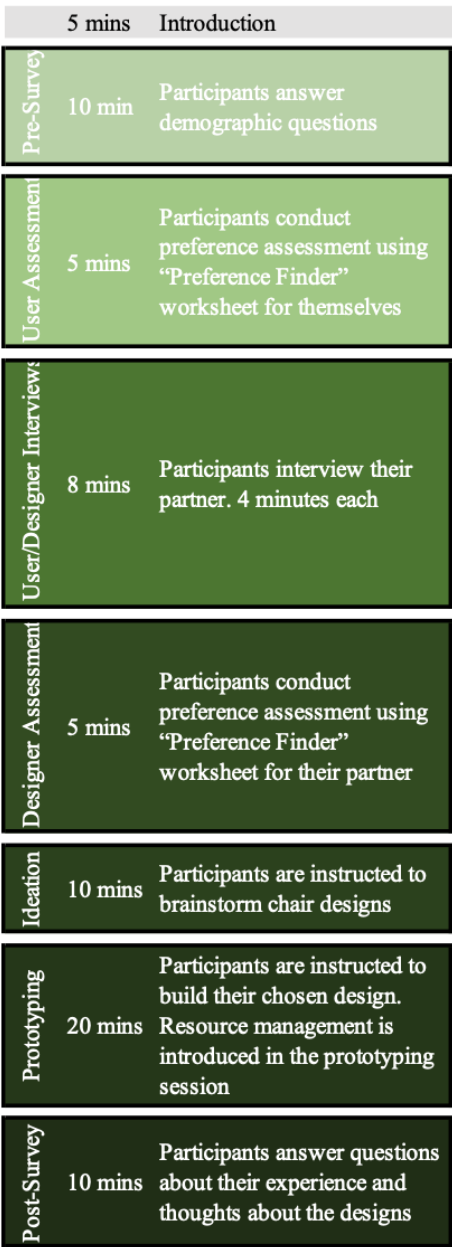 5 mins Introduction
Pre-Survey
10 min
Participants answer
demographic questions
User Assessment
5 mins
Participants conduct
preference assessment using
“Preference Finder”
worksheet for themselves
User/Designer Interviews
8 mins
Participants interview their
partner. 4 minutes each
Designer Assessment
5 mins
Participants conduct
preference assessment using
“Preference Finder”
worksheet for their partner
Ideation
10 mins
Participants are instructed to
brainstorm chair designs
Prototyping
20 mins
Participants are instructed to
build their chosen design.
Resource management is
introduced in the prototyping
session
Post-Survey
10 mins
Participants answer questions
about their experience and
thoughts about the designs